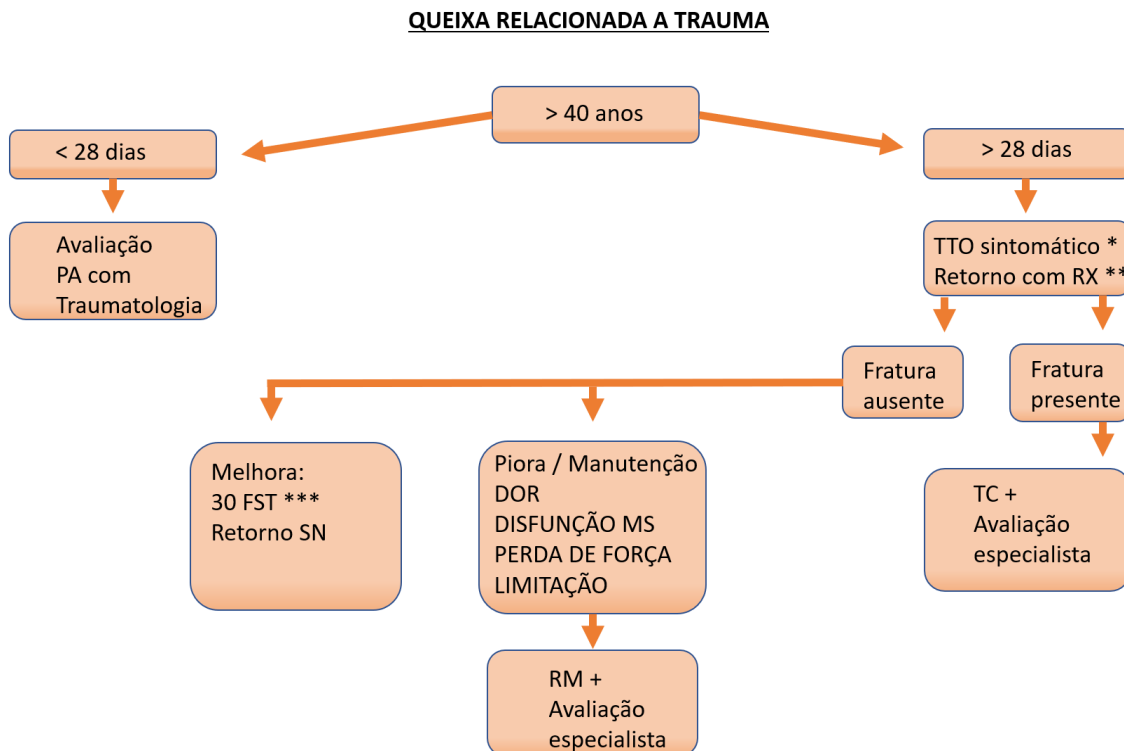 QUEIXA RELACIONADA A TRAUMA
> 40 anos
< 28 dias
> 28 dias
Avaliação
PA com
Traumatologia
TTO sintomático *
Retorno com RX **
Fratura
ausente
Fratura
presente
Melhora:
30 FST ***
Retorno SN
Piora / Manutenção
DOR
DISFUNÇÃO MS
PERDA DE FORÇA
LIMITAÇÃO
TC +
Avaliação
especialista
RM +
Avaliação
especialista